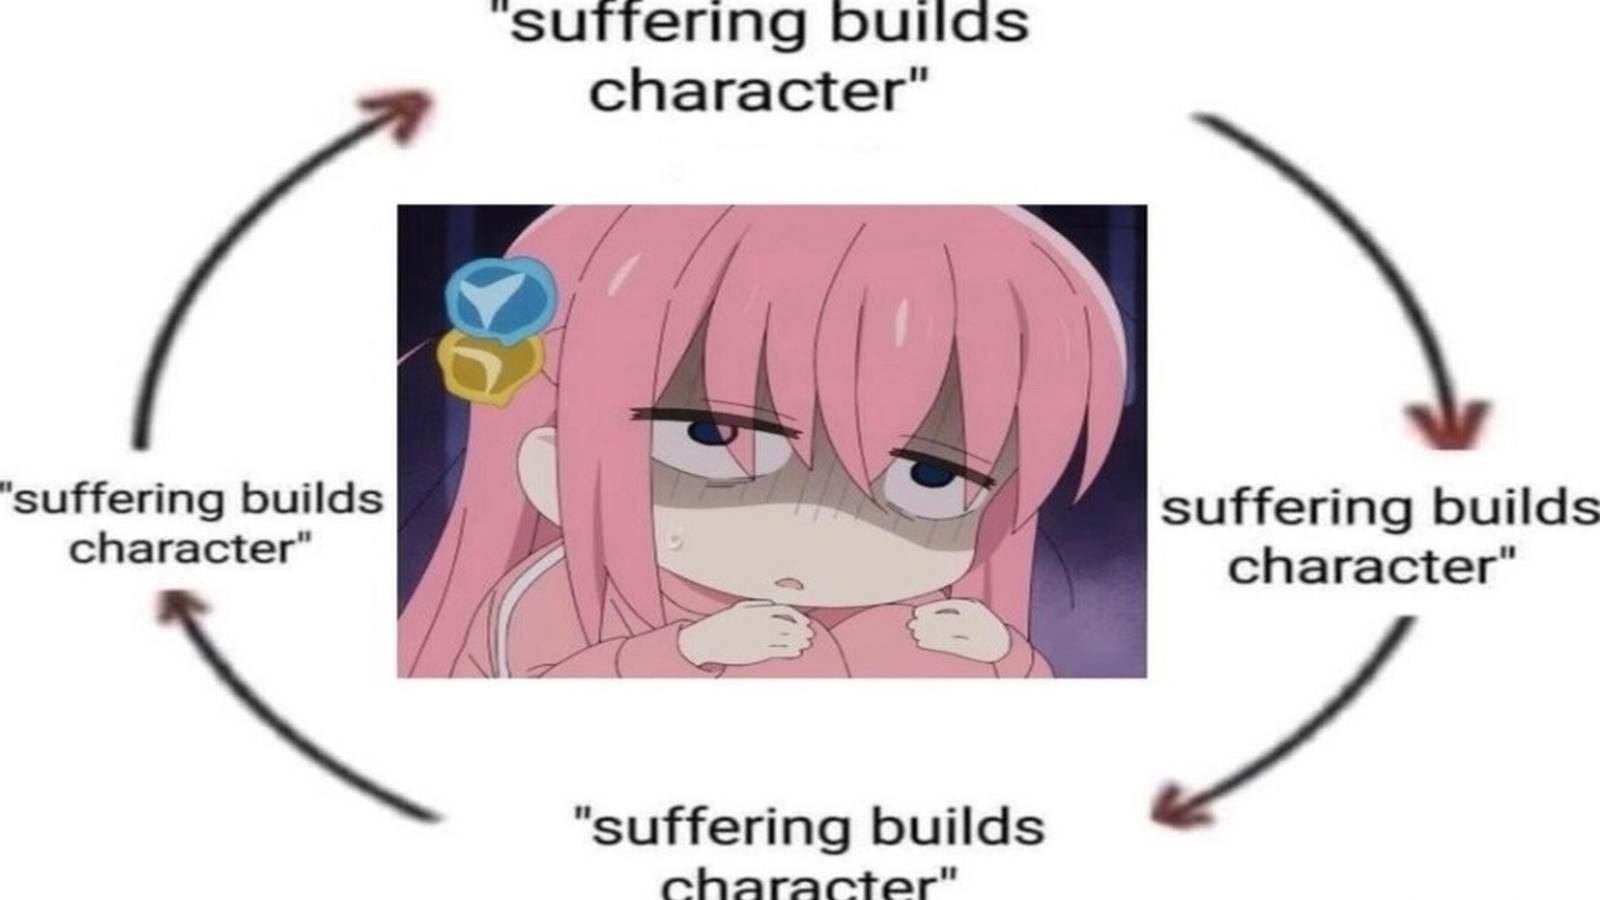 "suffering builds
character"
"suffering builds
character"
suffering builds
character"
"suffering builds
character"